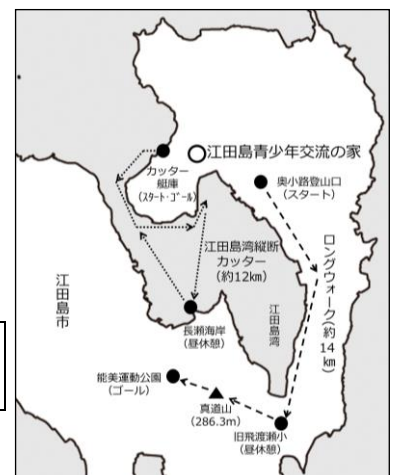 江田島青少年交流の家
カッター
艇庫
(スタート・ゴール)
奥小路登山口
(スタート)
江田島湾縦断
カッター
(約12km)
ロングウォーク(約14km)
江田島市
江田島湾
長瀬海岸
(昼休憩)
能美運動公園
(ゴール)
真道山
(286.3m)
旧飛渡瀬小
(昼休憩)